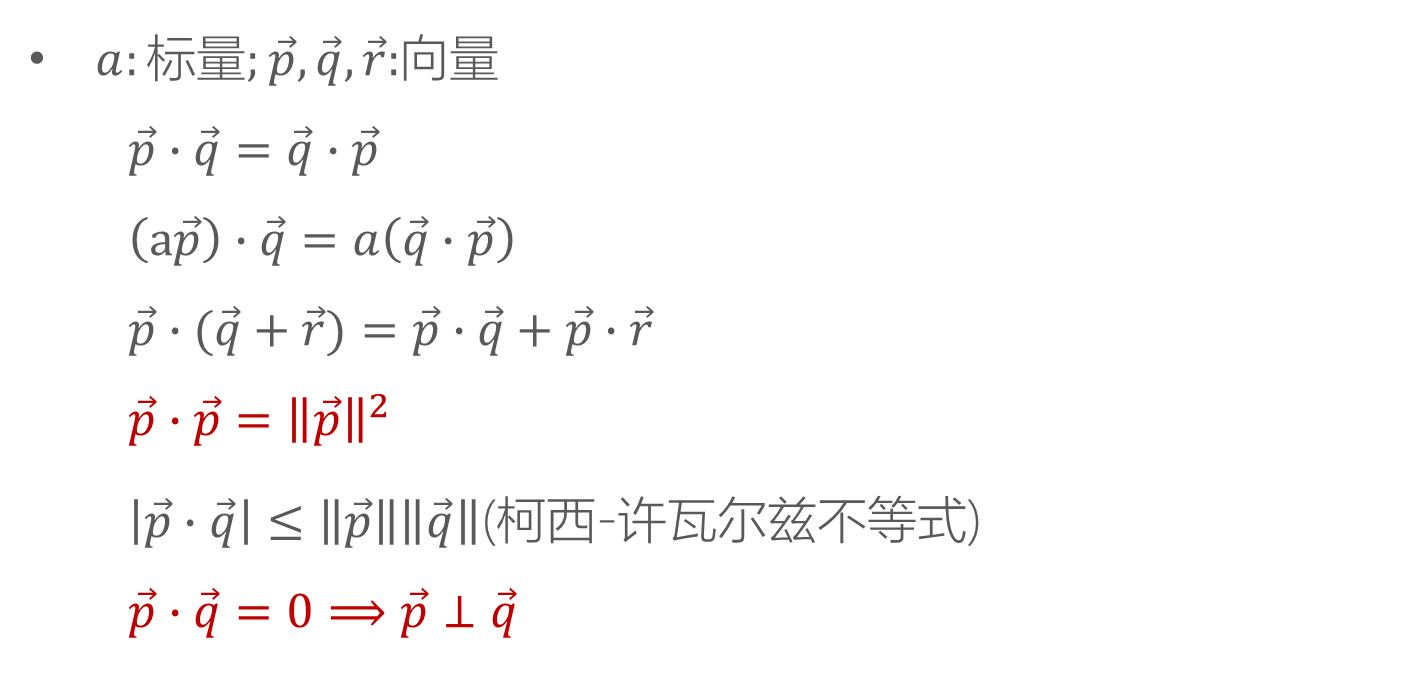 • a: 标量; p⃗, q⃗, r⃗:向量
p⃗ · q⃗ = q⃗ · p⃗
(ap⃗) · q⃗ = a(q⃗ · p⃗)
p⃗ · (q⃗ + r⃗) = p⃗ · q⃗ + p⃗ · r⃗
p⃗ · p⃗ = ‖p⃗‖²
|p⃗ · q⃗| ≤ ‖p⃗‖‖q⃗‖(柯西-许瓦尔兹不等式)
p⃗ · q⃗ = 0 ⟹ p⃗ ⊥ q⃗